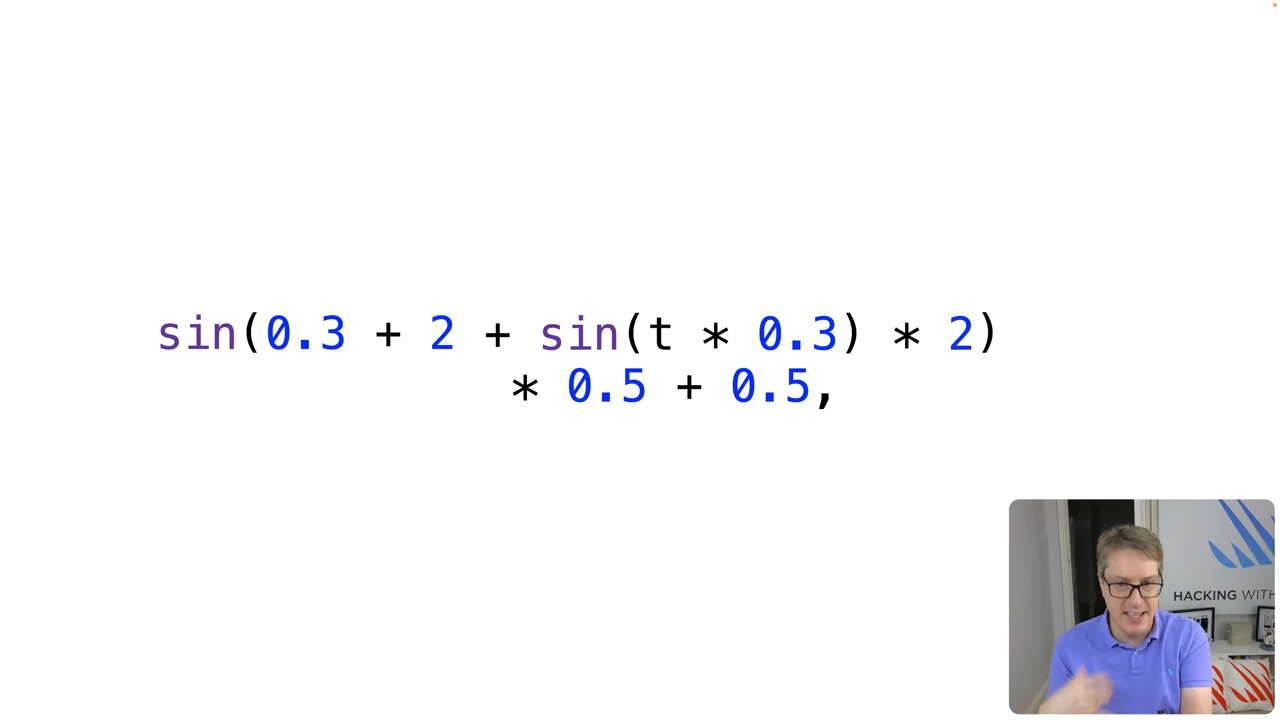 sin(0.3 + 2 + sin(t * 0.3) * 2)
* 0.5 + 0.5,
HACKING WITH